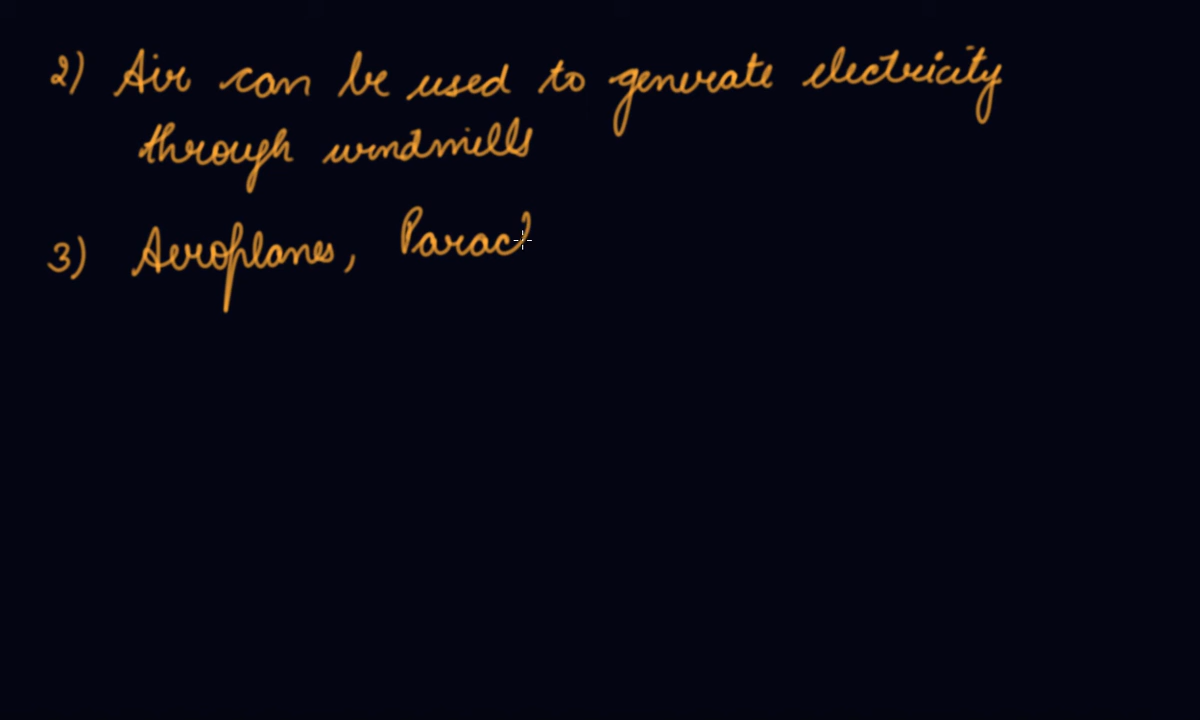 2) Air can be used to generate electricity
through windmills
3) Aeroplanes, Parac